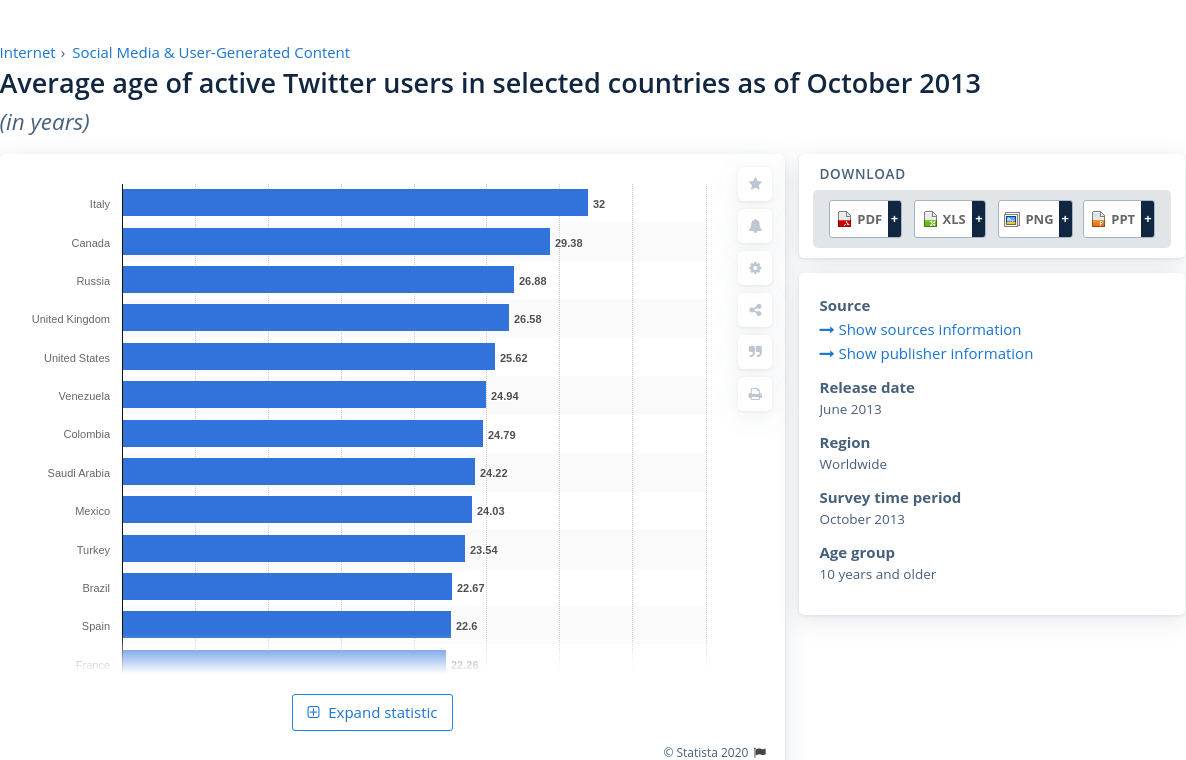 Internet › Social Media & User-Generated Content
Average age of active Twitter users in selected countries as of October 2013
(in years)
Italy 32
Canada 29.38
Russia 26.88
United Kingdom 26.58
United States 25.62
Venezuela 24.94
Colombia 24.79
Saudi Arabia 24.22
Mexico 24.03
Turkey 23.54
Brazil 22.67
Spain 22.6
France 22.26
Expand statistic
© Statista 2020
DOWNLOAD
PDF + XLS + PNG + PPT +
Source
Show sources information
Show publisher information
Release date
June 2013
Region
Worldwide
Survey time period
October 2013
Age group
10 years and older